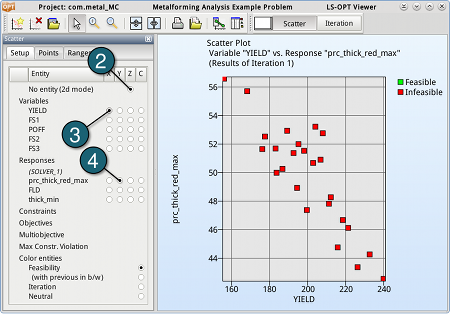 OPT Project: com.metal_MC Metalforming Analysis Example Problem LS-OPT Viewer
Scatter Iteration
Scatter
Setup Points Ranges
Entity X Y Z C
2
No entity (2d mode)
Variables
YIELD
FS1
3
POFF
FS2
FS3
Responses
4
(SOLVER_1)
prc_thick_red_max
FLD
thick_min
Constraints
Objectives
Multiobjective
Max Constr. Violation
Color entities
Feasibility
(with previous in b/w)
Iteration
Neutral
Scatter Plot
Variable "YIELD" vs. Response "prc_thick_red_max"
(Results of Iteration 1)
Feasible
Infeasible
56
54
52
50
48
46
44
prc_thick_red_max
160 180 200 220 240
YIELD